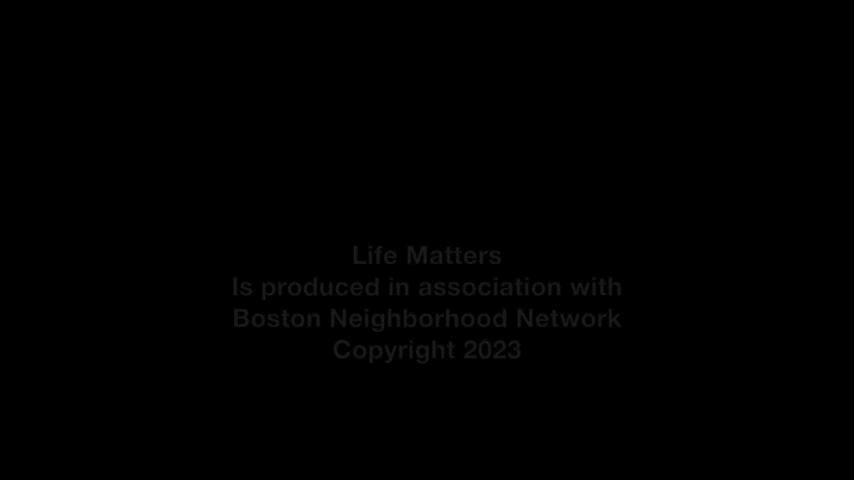 Life Matters
Is produced in association with
Boston Neighborhood Network
Copyright 2023